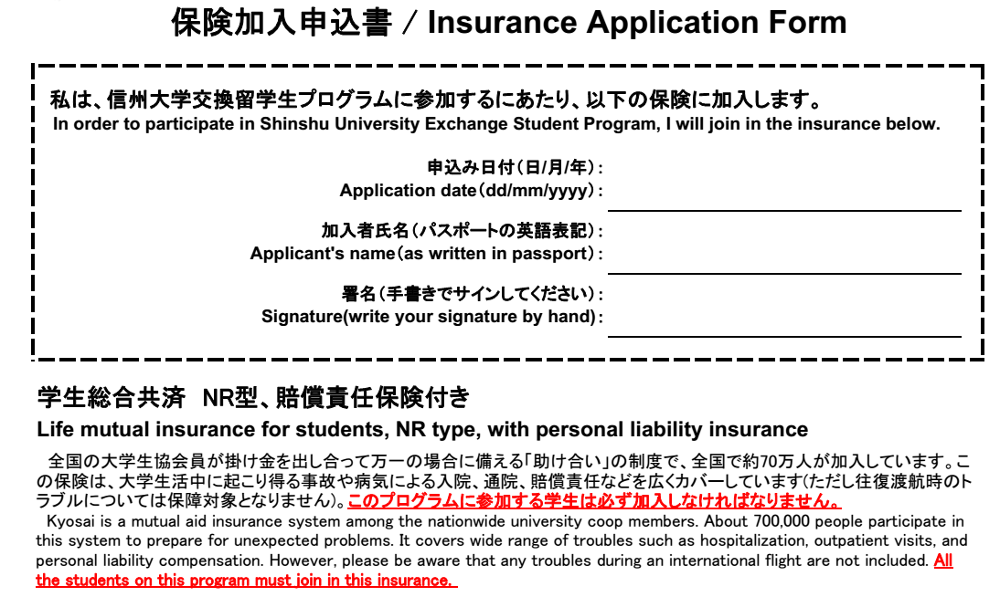 保険加入申込書 / Insurance Application Form
私は、信州大学交換留学生プログラムに参加するにあたり、以下の保険に加入します。
In order to participate in Shinshu University Exchange Student Program, I will join in the insurance below.
申込み日付(日/月/年):
Application date(dd/mm/yyyy):
加入者氏名(パスポートの英語表記):
Applicant's name(as written in passport):
署名(手書きでサインしてください):
Signature(write your signature by hand):
学生総合共済 NR型、賠償責任保険付き
Life mutual insurance for students, NR type, with personal liability insurance
全国の大学生協会員が掛け金を出し合って万一の場合に備える「助け合い」の制度で、全国で約70万人が加入しています。こ
の保険は、大学生活中に起こり得る事故や病気による入院、通院、賠償責任などを広くカバーしています(ただし往復渡航時のト
ラブルについては保障対象となりません)。このプログラムに参加する学生は必ず加入しなければなりません。
Kyosai is a mutual aid insurance system among the nationwide university coop members. About 700,000 people participate in
this system to prepare for unexpected problems. It covers wide range of troubles such as hospitalization, outpatient visits, and
personal liability compensation. However, please be aware that any troubles during an international flight are not included. All
the students on this program must join in this insurance.